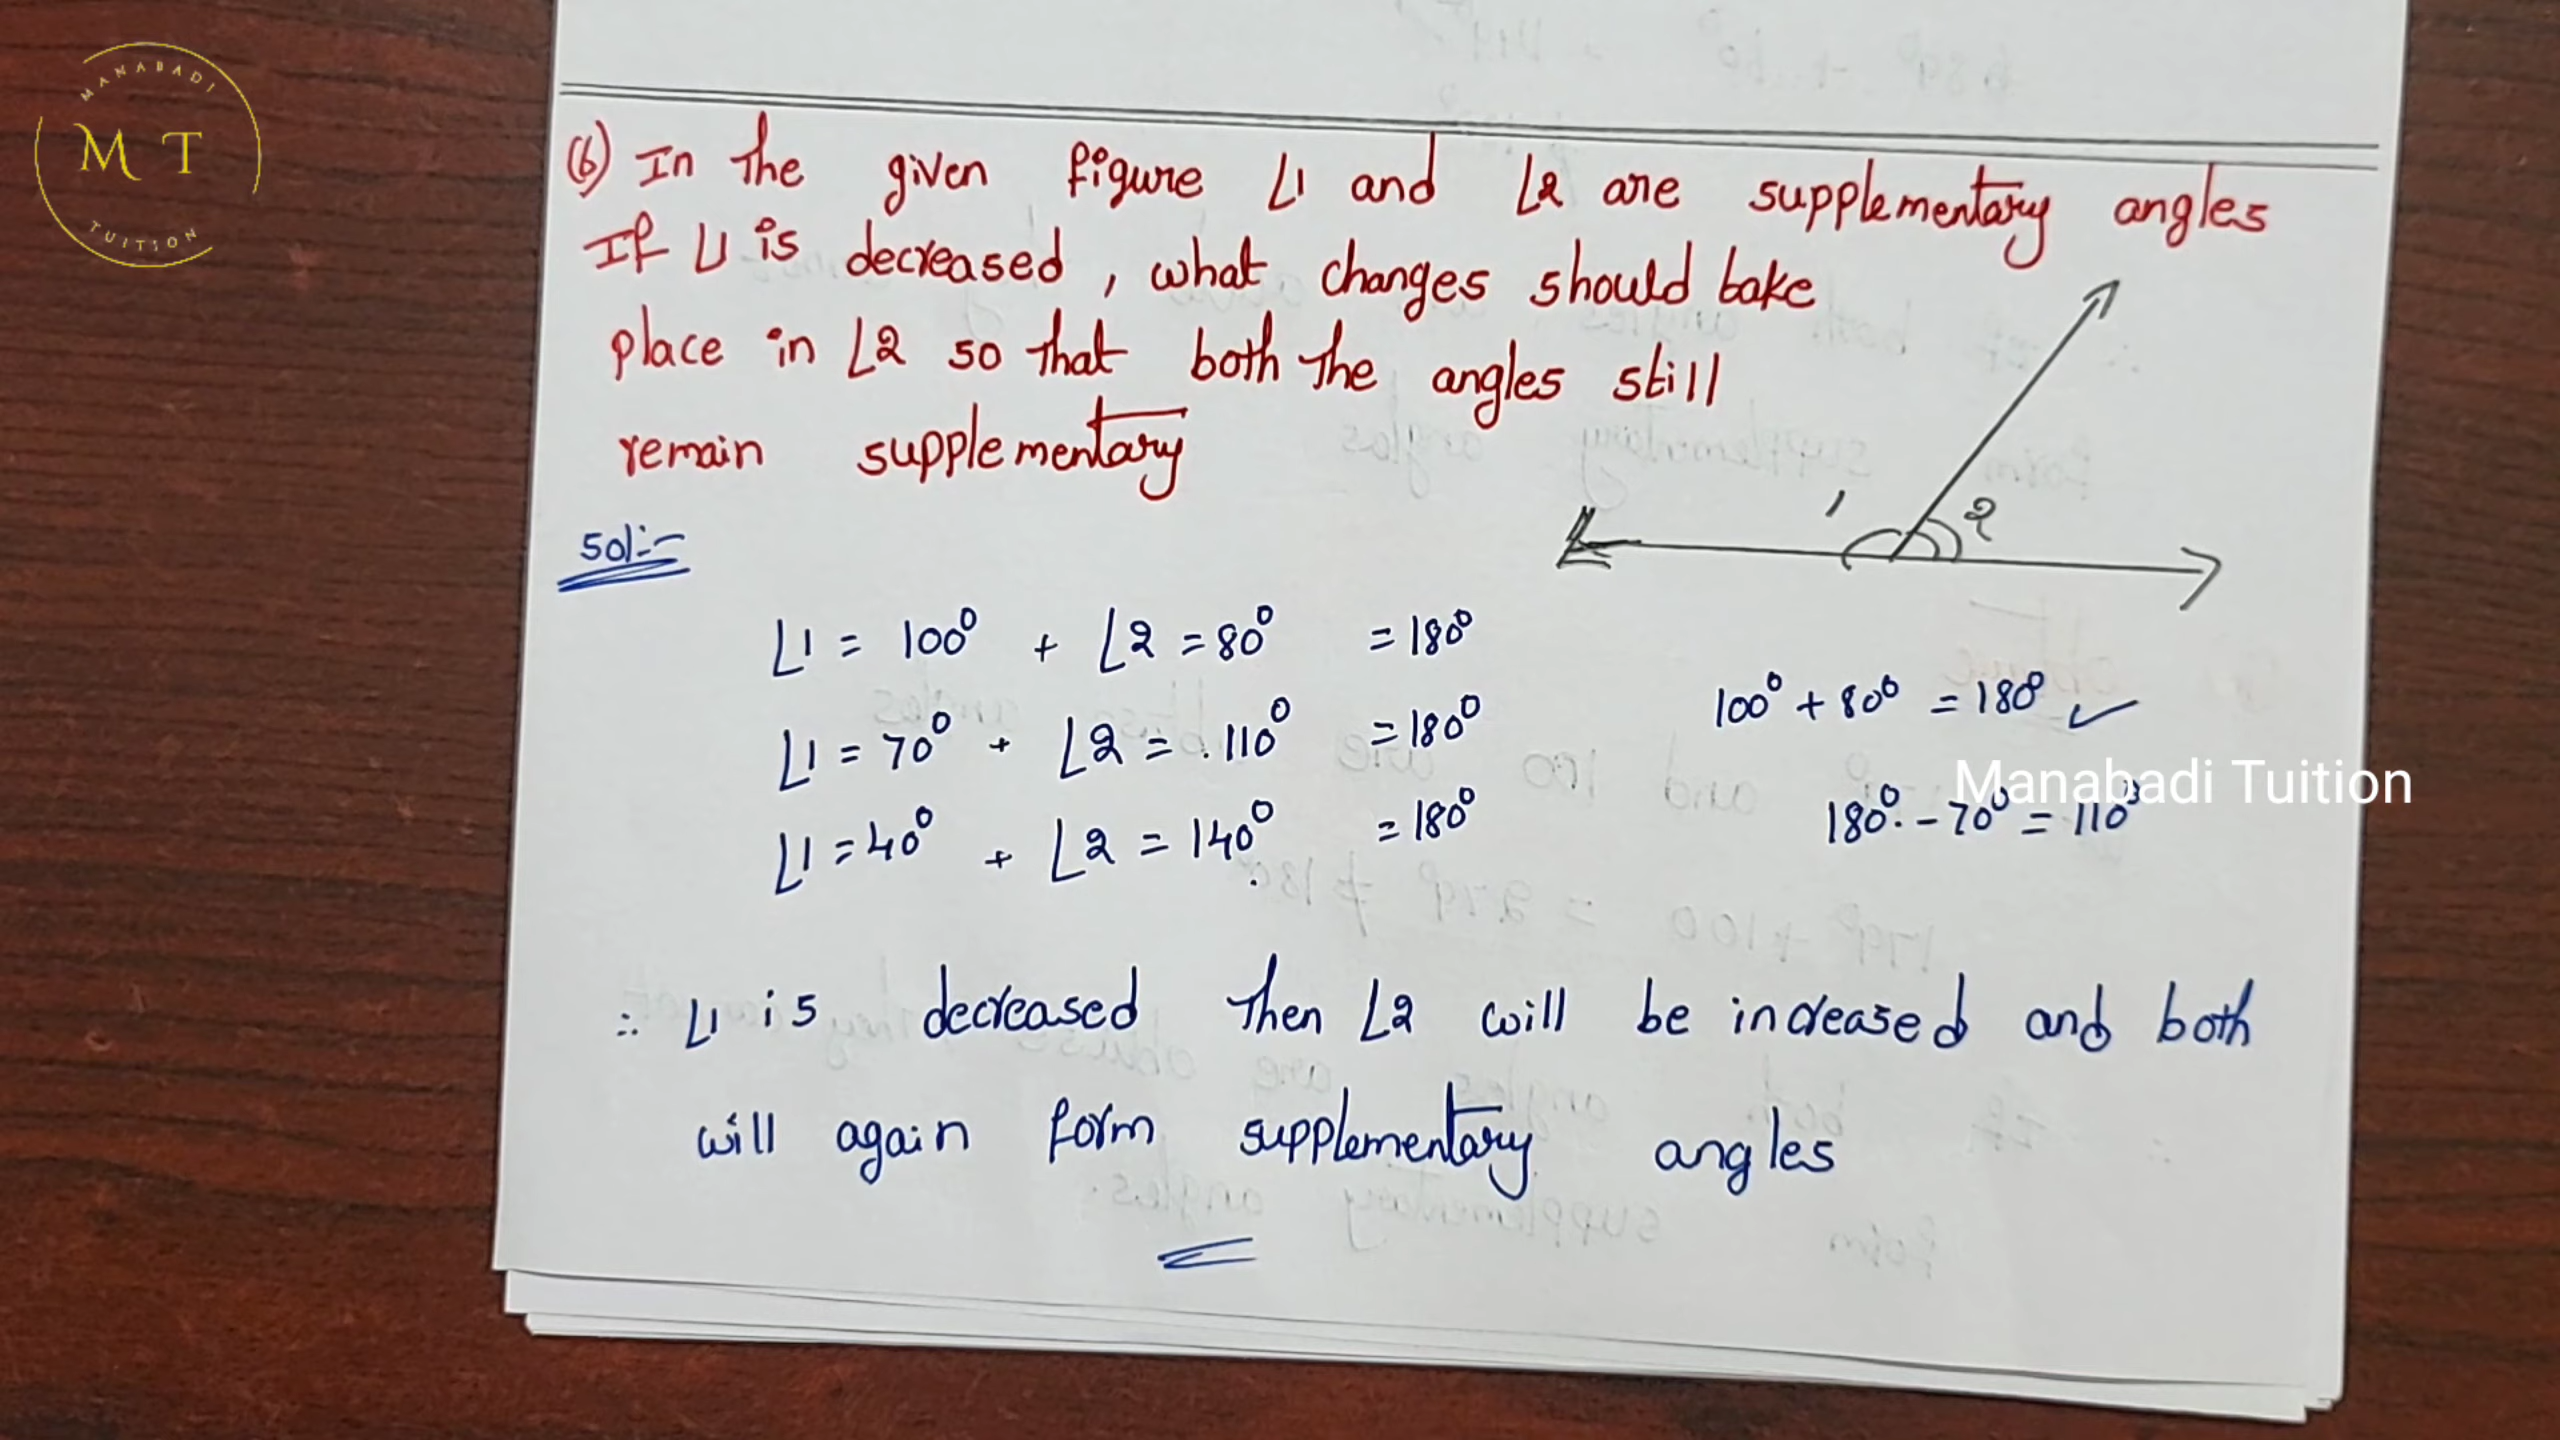 MANABADI
MT
TUITION
(6) In the given figure ∠1 and ∠2 are supplementary angles
If ∠1 is decreased, what changes should take
place in ∠2 so that both the angles still
remain supplementary
1
2
Sol:-
∠1 = 100° + ∠2 = 80° = 180°
∠1 = 70° + ∠2 = 110° = 180°
∠1 = 40° + ∠2 = 140° = 180°
100° + 80° = 180° ✓
Manabadi Tuition
180° - 70° = 110°
∴ ∠1 is decreased then ∠2 will be increased and both
will again form supplementary angles